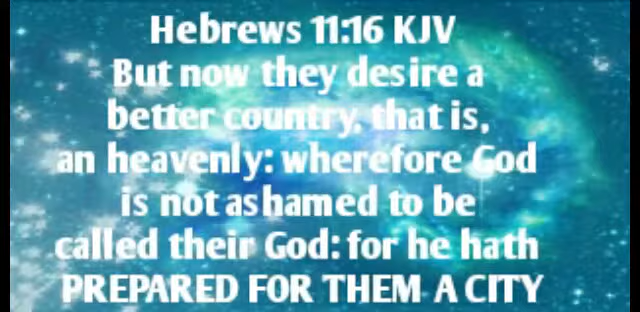 Hebrews 11:16 KJV
But now they desire a
better country, that is,
an heavenly: wherefore God
is not ashamed to be
called their God: for he hath
PREPARED FOR THEM A CITY